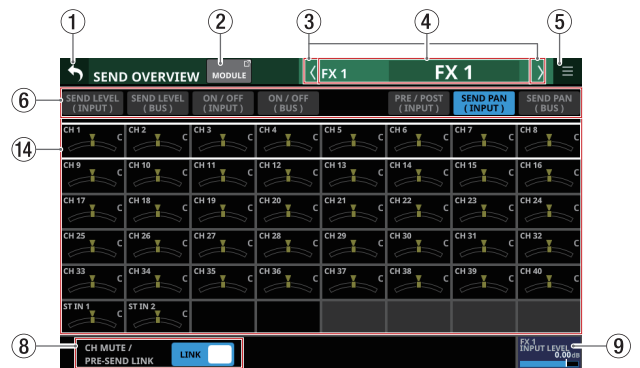 1 2 3 4 5
SEND OVERVIEW MODULE FX 1 FX 1
6
SEND LEVEL (INPUT) SEND LEVEL (BUS) ON / OFF (INPUT) ON / OFF (BUS) PRE / POST (INPUT) SEND PAN (INPUT) SEND PAN (BUS)
14
CH 1 C CH 2 C CH 3 C CH 4 C CH 5 C CH 6 C CH 7 C CH 8 C
CH 9 C CH 10 C CH 11 C CH 12 C CH 13 C CH 14 C CH 15 C CH 16 C
CH 17 C CH 18 C CH 19 C CH 20 C CH 21 C CH 22 C CH 23 C CH 24 C
CH 25 C CH 26 C CH 27 C CH 28 C CH 29 C CH 30 C CH 31 C CH 32 C
CH 33 C CH 34 C CH 35 C CH 36 C CH 37 C CH 38 C CH 39 C CH 40 C
ST IN 1 C ST IN 2 C
8
CH MUTE /
PRE-SEND LINK
LINK
FX 1
INPUT LEVEL
0.00dB
9